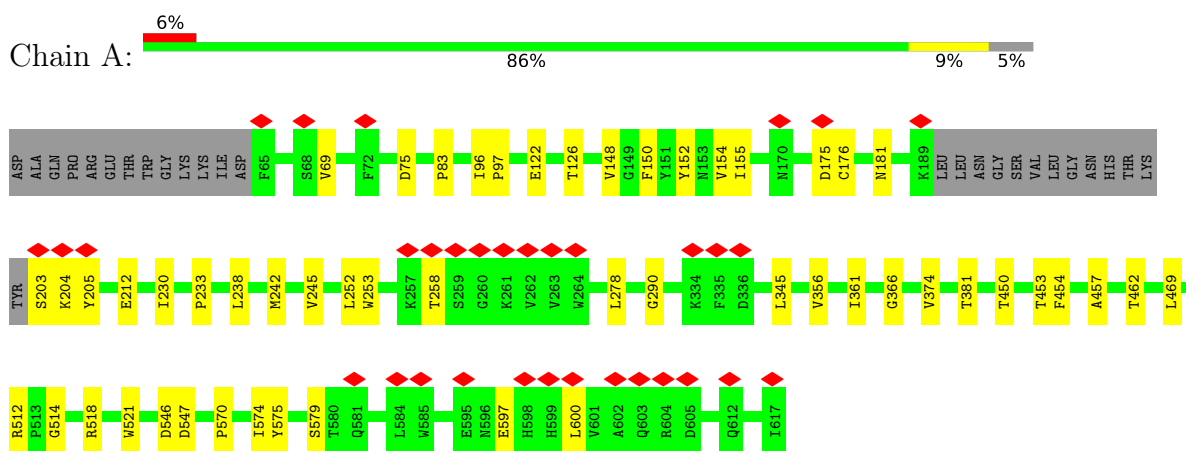 6%
Chain A:
86% 9% 5%
ASP ALA GLN PRO ARG GLU THR TRP GLY LYS LYS ILE ASP F65 S68 V69 F72 D75 P83 I96 P97 E122 T126 V148 G149 F150 Y151 Y152 N153 V154 I155 N170 D175 C176 N181 K189 LEU LEU ASN GLY SER VAL LEU GLY ASN HIS THR LYS
TYR S203 K204 Y205 E212 I230 P233 L238 M242 V245 L252 W253 K257 T258 S259 G260 K261 V262 V263 W264 L278 G290 K334 F335 D336 L345 V356 I361 G366 V374 T381 T450 T453 F454 A457 T462 L469
R512 P513 G514 R518 W521 D546 D547 P570 I574 Y575 S579 T580 Q581 L584 W585 E595 N596 E597 H598 H599 L600 V601 A602 Q603 R604 D605 Q612 I617